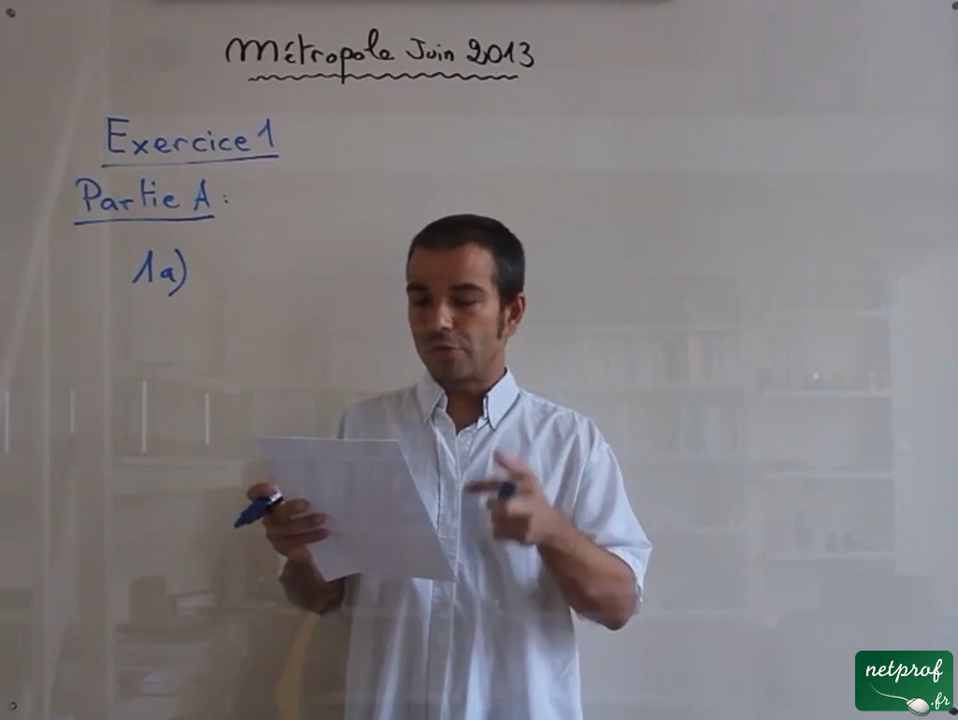 Métropole Juin 2013
Exercice 1
Partie A :
1a)
netprof
.fr